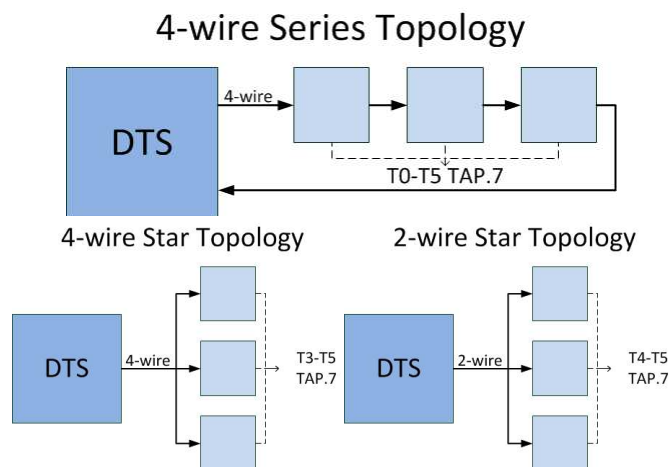 4-wire Series Topology
DTS
4-wire
T0-T5 TAP.7
4-wire Star Topology
DTS
4-wire
T3-T5
TAP.7
2-wire Star Topology
DTS
2-wire
T4-T5
TAP.7